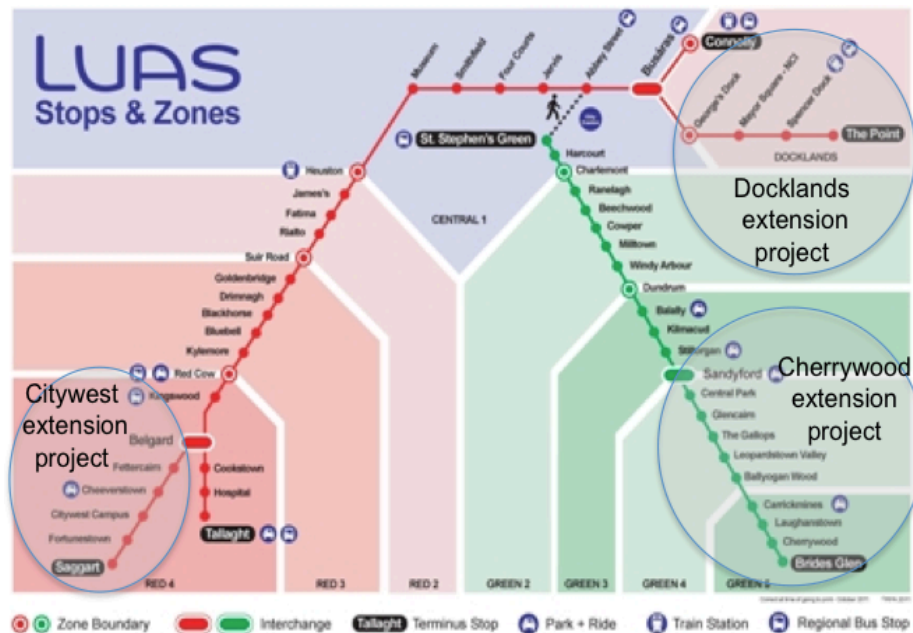 LUAS
Stops & Zones
Museum
Smithfield
Four Courts
Jervis
Abbey Street
Busáras
Connolly
George's Dock
Mayor Square - NCI
Spencer Dock
The Point
DOCKLANDS
Docklands
extension
project
St. Stephen's Green
Harcourt
Charlemont
Ranelagh
Beechwood
Cowper
Milltown
Windy Arbour
Dundrum
Balally
Kilmacud
Stillorgan
Sandyford
Central Park
Glencairn
The Gallops
Leopardstown Valley
Ballyogan Wood
Carrickmines
Laughanstown
Cherrywood
Brides Glen
Cherrywood
extension
project
Heuston
James's
Fatima
Rialto
Suir Road
Goldenbridge
Drimnagh
Blackhorse
Bluebell
Kylemore
Red Cow
Kingswood
Belgard
Cookstown
Hospital
Tallaght
Fettercairn
Cheeverstown
Citywest Campus
Fortunestown
Saggart
Citywest
extension
project
CENTRAL 1
RED 4
RED 3
RED 2
GREEN 2
GREEN 3
GREEN 4
GREEN 5
Zone Boundary
Interchange
Tallaght
Terminus Stop
Park + Ride
Train Station
Regional Bus Stop